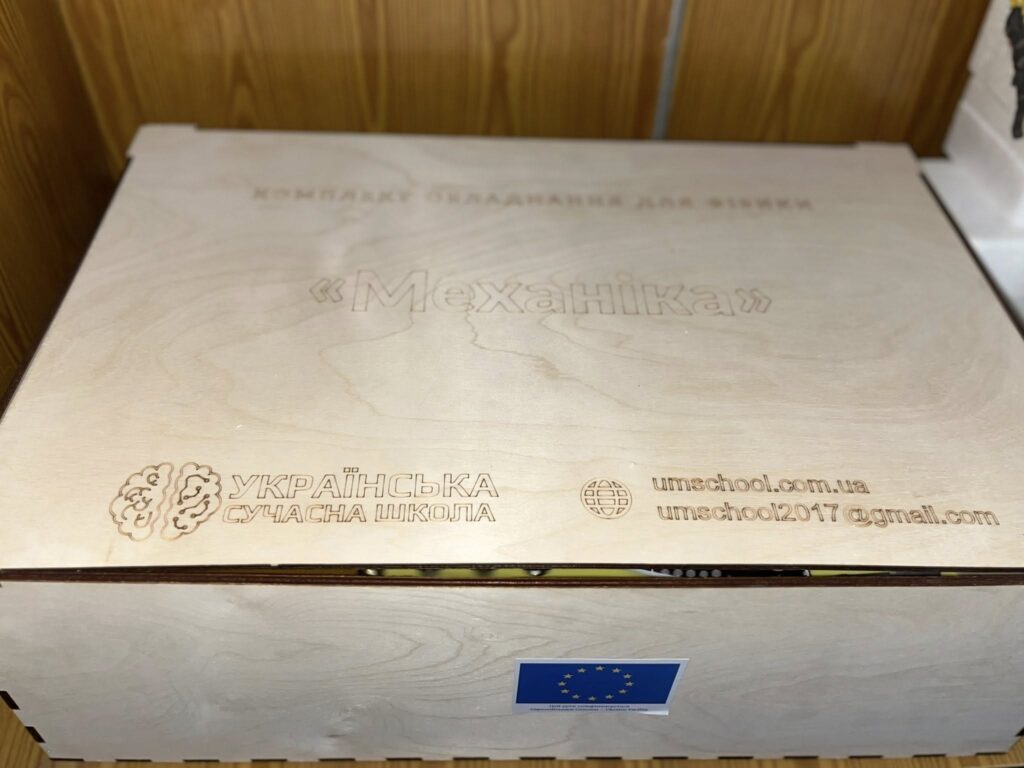 КОМПЛЕКТ ОБЛАДНАННЯ ДЛЯ ФІЗИКИ
«Механіка»
УКРАЇНСЬКА
СУЧАСНА ШКОЛА
umschool.com.ua
umschool2017@gmail.com